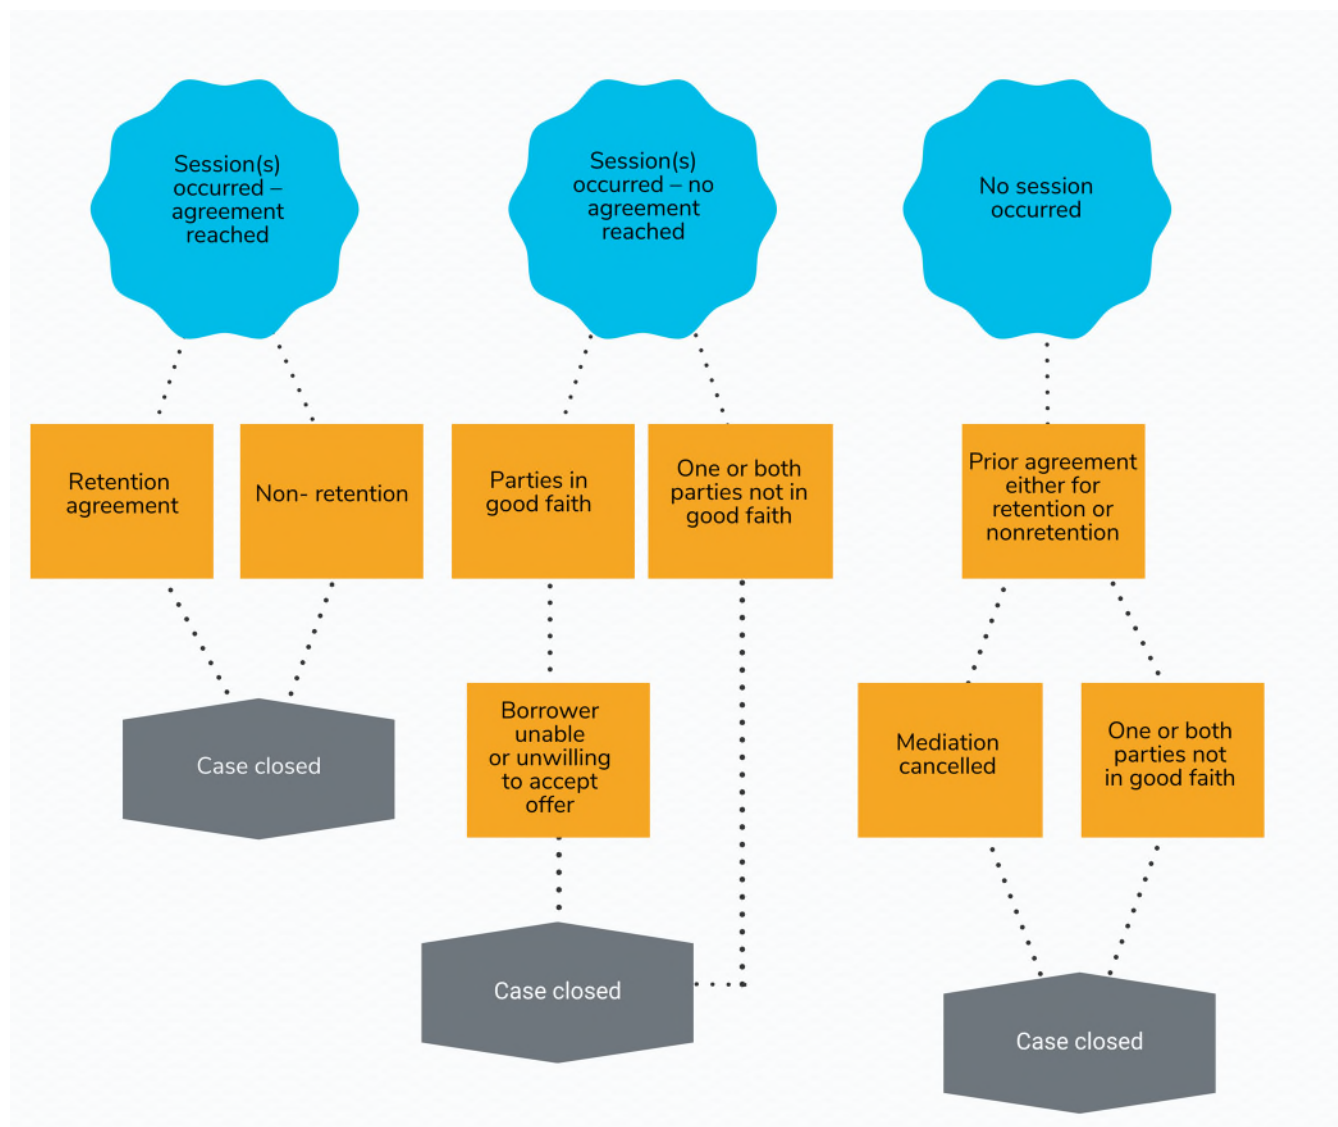 Session(s)
occurred –
agreement
reached
Session(s)
occurred – no
agreement
reached
No session
occurred
Retention
agreement
Non- retention
Parties in
good faith
One or both
parties not in
good faith
Prior agreement
either for
retention or
nonretention
Case closed
Borrower
unable
or unwilling
to accept
offer
Mediation
cancelled
One or both
parties not
in good faith
Case closed
Case closed